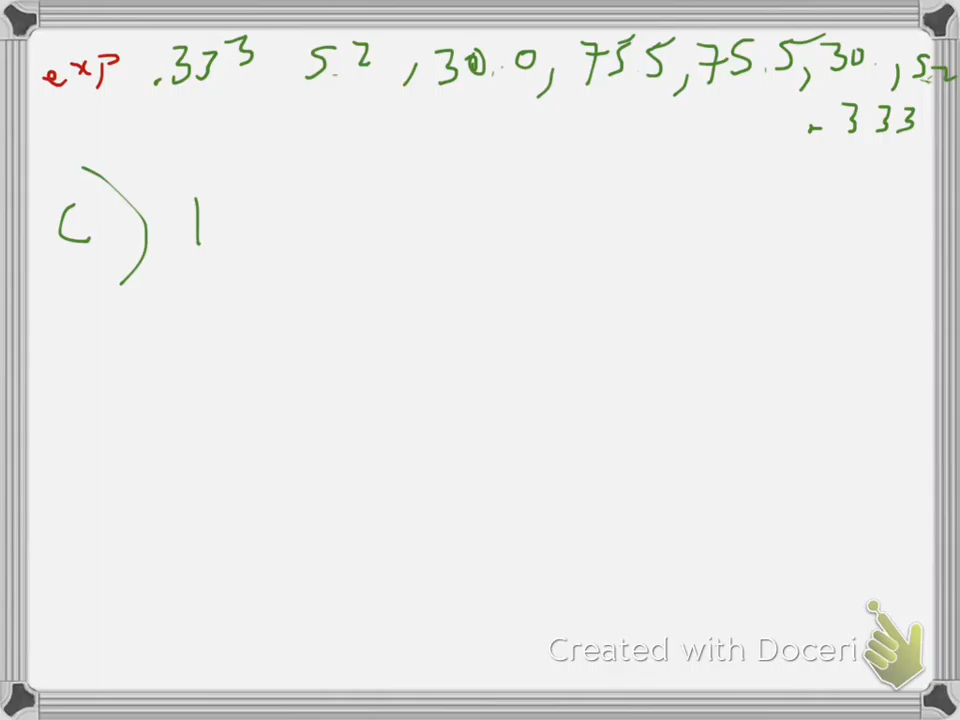 exp .333 5.2 , 30.0, 75.5, 75.5, 30. , 5.2
.333
c) 1
Created with Doceri